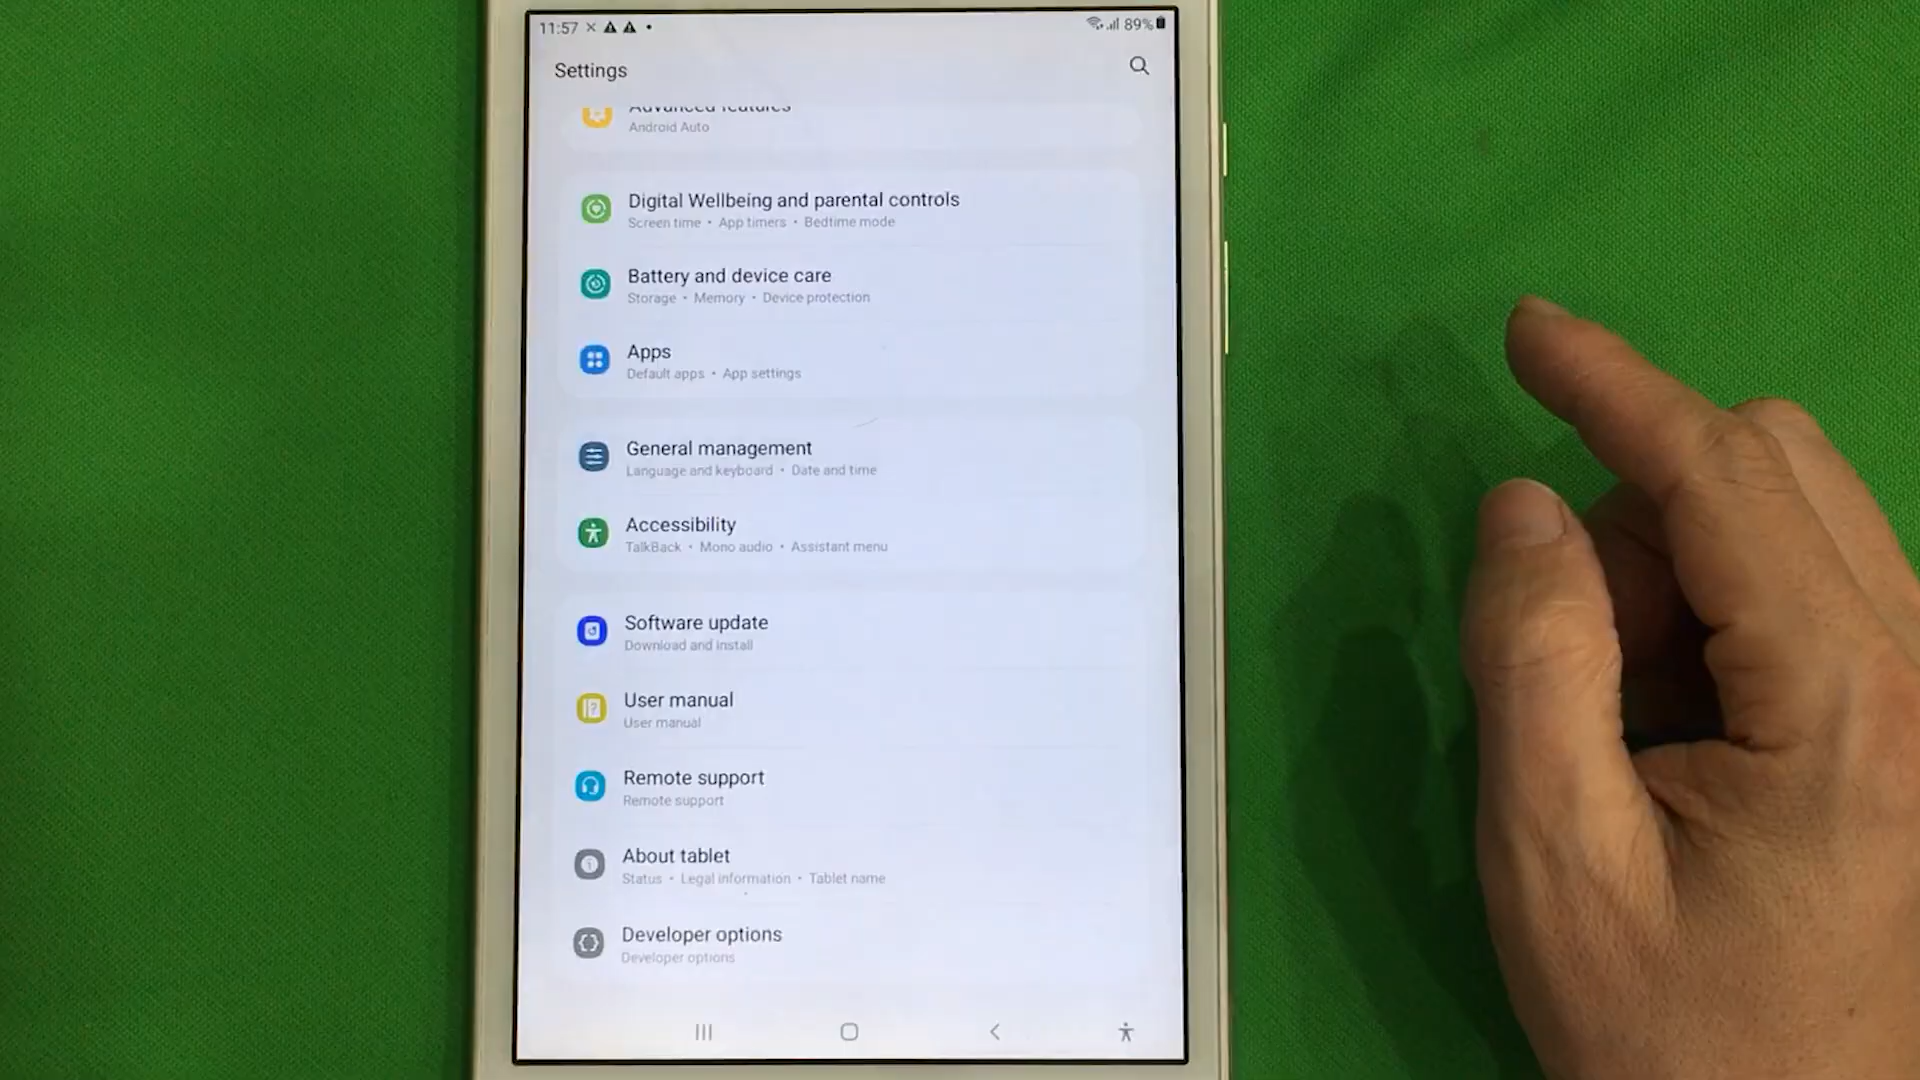 11:57
89%
Settings
Advanced features
Android Auto
Digital Wellbeing and parental controls
Screen time • App timers • Bedtime mode
Battery and device care
Storage • Memory • Device protection
Apps
Default apps • App settings
General management
Language and keyboard • Date and time
Accessibility
TalkBack • Mono audio • Assistant menu
Software update
Download and install
User manual
User manual
Remote support
Remote support
About tablet
Status • Legal information • Tablet name
Developer options
Developer options